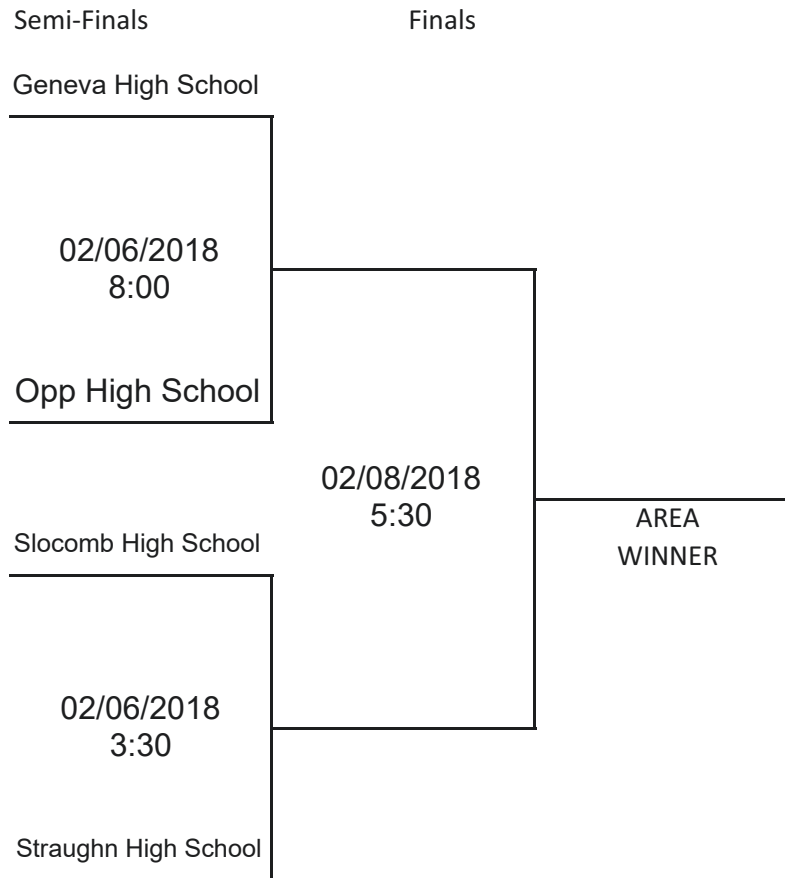 Semi-Finals Finals
Geneva High School
02/06/2018
8:00
Opp High School
02/08/2018
5:30
AREA
WINNER
Slocomb High School
02/06/2018
3:30
Straughn High School